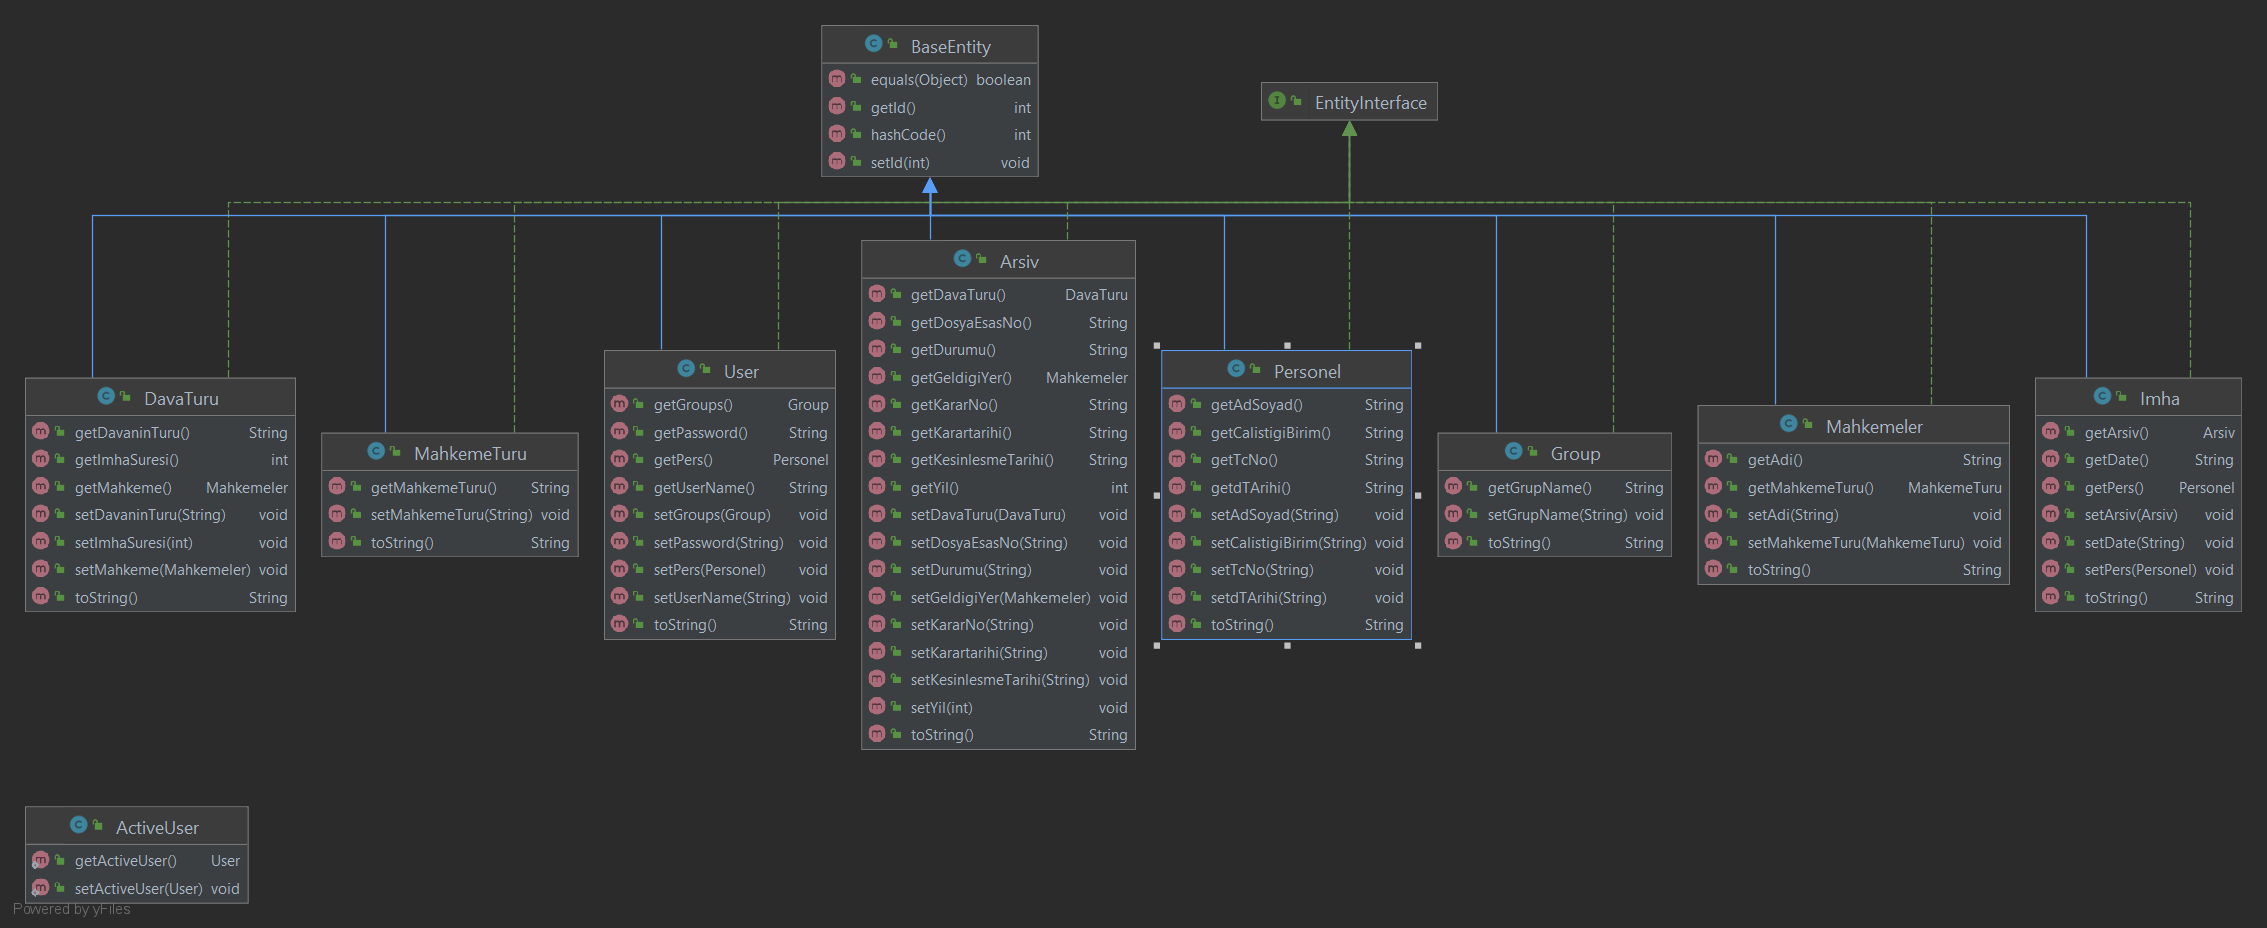 BaseEntity
equals(Object) boolean
getId() int
hashCode() int
setId(int) void
EntityInterface
DavaTuru
getDavaninTuru() String
getImhaSuresi() int
getMahkeme() Mahkemeler
setDavaninTuru(String) void
setImhaSuresi(int) void
setMahkeme(Mahkemeler) void
toString() String
MahkemeTuru
getMahkemeTuru() String
setMahkemeTuru(String) void
toString() String
User
getGroups() Group
getPassword() String
getPers() Personel
getUserName() String
setGroups(Group) void
setPassword(String) void
setPers(Personel) void
setUserName(String) void
toString() String
Arsiv
getDavaTuru() DavaTuru
getDosyaEsasNo() String
getDurumu() String
getGeldigiYer() Mahkemeler
getKararNo() String
getKarartarihi() String
getKesinlesmeTarihi() String
getYil() int
setDavaTuru(DavaTuru) void
setDosyaEsasNo(String) void
setDurumu(String) void
setGeldigiYer(Mahkemeler) void
setKararNo(String) void
setKarartarihi(String) void
setKesinlesmeTarihi(String) void
setYil(int) void
toString() String
Personel
getAdSoyad() String
getCalistigiBirim() String
getTcNo() String
getdTArihi() String
setAdSoyad(String) void
setCalistigiBirim(String) void
setTcNo(String) void
setdTArihi(String) void
toString() String
Group
getGrupName() String
setGrupName(String) void
toString() String
Mahkemeler
getAdi() String
getMahkemeTuru() MahkemeTuru
setAdi(String) void
setMahkemeTuru(MahkemeTuru) void
toString() String
Imha
getArsiv() Arsiv
getDate() String
getPers() Personel
setArsiv(Arsiv) void
setDate(String) void
setPers(Personel) void
toString() String
ActiveUser
getActiveUser() User
setActiveUser(User) void
Powered by yFiles